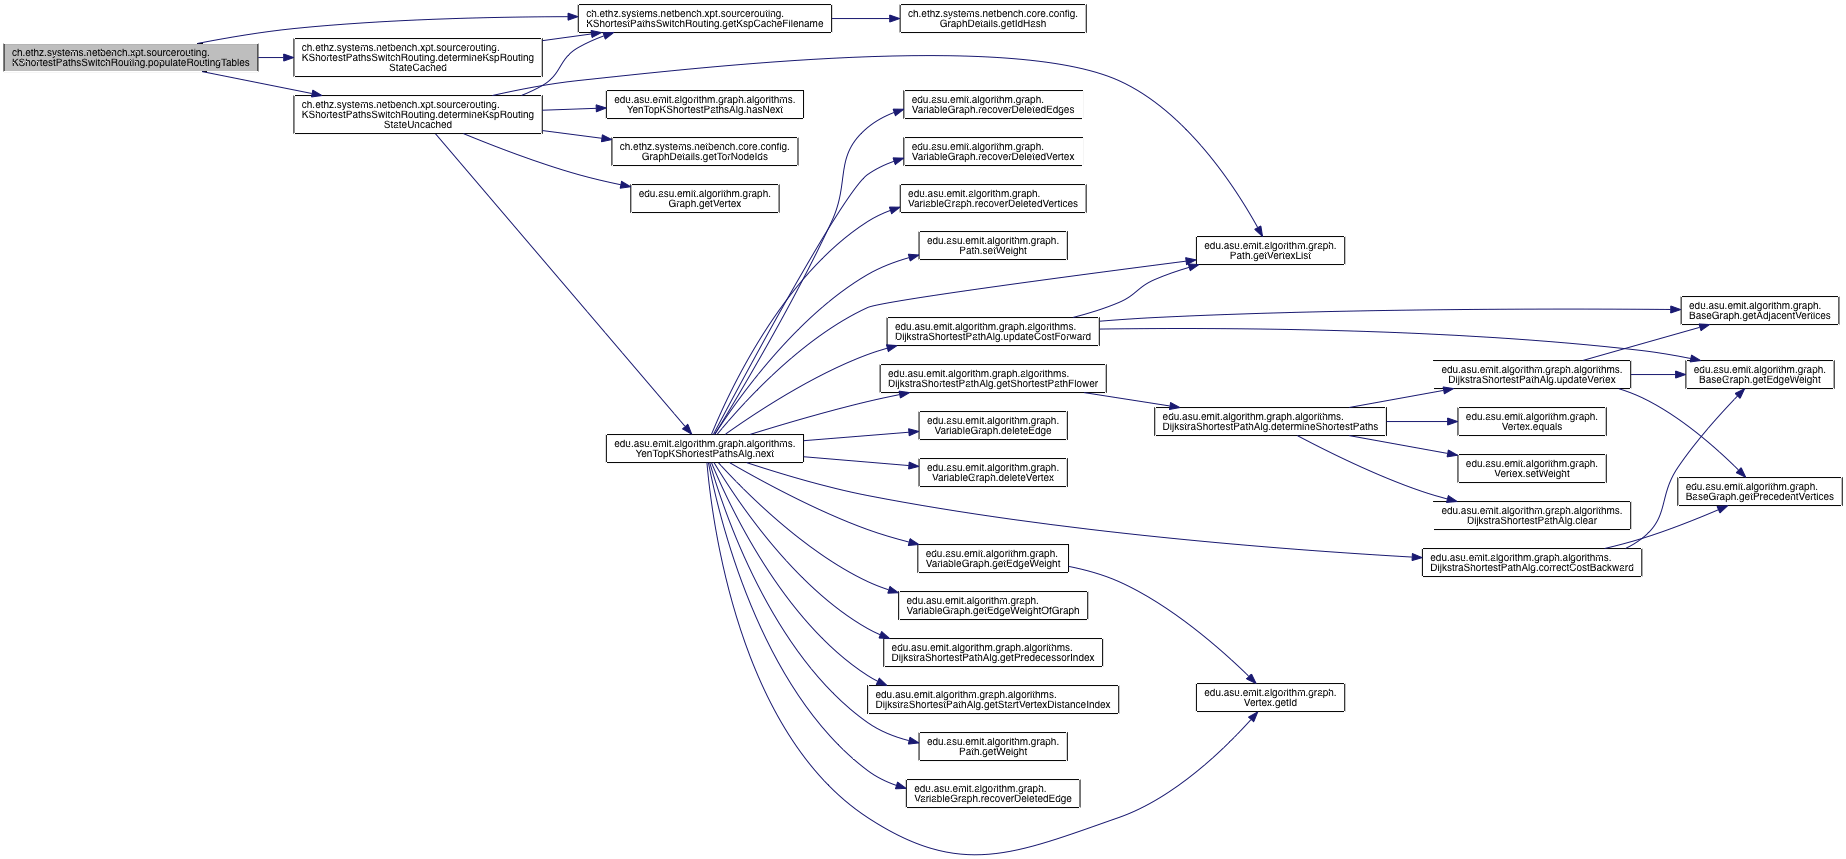 ch.ethz.systems.netbench.xpt.sourcerouting.
KShortestPathsSwitchRouting.populateRoutingTables
ch.ethz.systems.netbench.xpt.sourcerouting.
KShortestPathsSwitchRouting.getKspCacheFilename
ch.ethz.systems.netbench.core.config.
GraphDetails.getIdHash
ch.ethz.systems.netbench.xpt.sourcerouting.
KShortestPathsSwitchRouting.determineKspRouting
StateCached
ch.ethz.systems.netbench.xpt.sourcerouting.
KShortestPathsSwitchRouting.determineKspRouting
StateUncached
edu.asu.emit.algorithm.graph.algorithms.
YenTopKShortestPathsAlg.hasNext
ch.ethz.systems.netbench.core.config.
GraphDetails.getTorNodeIds
edu.asu.emit.algorithm.graph.
Graph.getVertex
edu.asu.emit.algorithm.graph.algorithms.
YenTopKShortestPathsAlg.next
edu.asu.emit.algorithm.graph.
VariableGraph.recoverDeletedEdges
edu.asu.emit.algorithm.graph.
VariableGraph.recoverDeletedVertex
edu.asu.emit.algorithm.graph.
VariableGraph.recoverDeletedVertices
edu.asu.emit.algorithm.graph.
Path.setWeight
edu.asu.emit.algorithm.graph.algorithms.
DijkstraShortestPathAlg.updateCostForward
edu.asu.emit.algorithm.graph.algorithms.
DijkstraShortestPathAlg.getShortestPathFlower
edu.asu.emit.algorithm.graph.
VariableGraph.deleteEdge
edu.asu.emit.algorithm.graph.
VariableGraph.deleteVertex
edu.asu.emit.algorithm.graph.
VariableGraph.getEdgeWeight
edu.asu.emit.algorithm.graph.
VariableGraph.getEdgeWeightOfGraph
edu.asu.emit.algorithm.graph.algorithms.
DijkstraShortestPathAlg.getPredecessorIndex
edu.asu.emit.algorithm.graph.algorithms.
DijkstraShortestPathAlg.getStartVertexDistanceIndex
edu.asu.emit.algorithm.graph.
Path.getWeight
edu.asu.emit.algorithm.graph.
VariableGraph.recoverDeletedEdge
edu.asu.emit.algorithm.graph.
Path.getVertexList
edu.asu.emit.algorithm.graph.algorithms.
DijkstraShortestPathAlg.determineShortestPaths
edu.asu.emit.algorithm.graph.
Vertex.getId
edu.asu.emit.algorithm.graph.algorithms.
DijkstraShortestPathAlg.updateVertex
edu.asu.emit.algorithm.graph.
Vertex.equals
edu.asu.emit.algorithm.graph.
Vertex.setWeight
edu.asu.emit.algorithm.graph.algorithms.
DijkstraShortestPathAlg.clear
edu.asu.emit.algorithm.graph.algorithms.
DijkstraShortestPathAlg.correctCostBackward
edu.asu.emit.algorithm.graph.
BaseGraph.getAdjacentVertices
edu.asu.emit.algorithm.graph.
BaseGraph.getEdgeWeight
edu.asu.emit.algorithm.graph.
BaseGraph.getPrecedentVertices